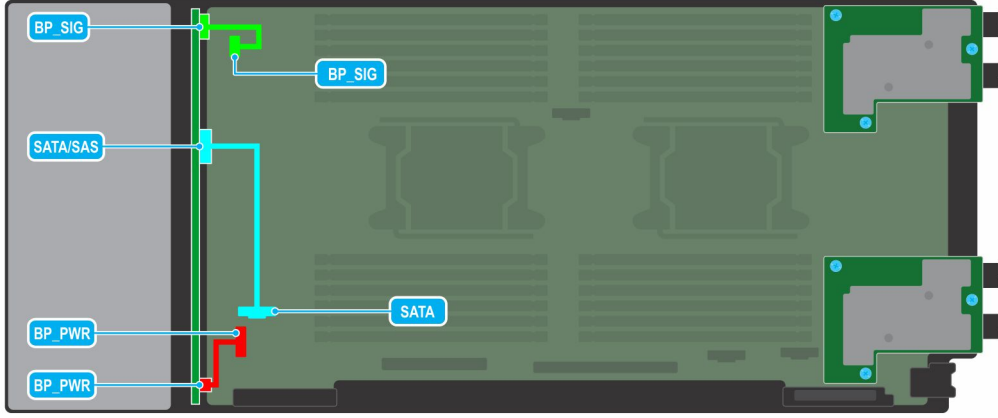 BP_SIG
BP_SIG
SATA/SAS
SATA
BP_PWR
BP_PWR